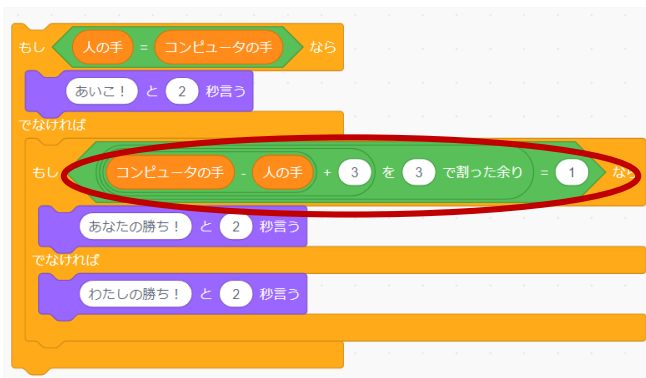 もし 人の手 = コンピュータの手 なら
あいこ！ と 2 秒言う
でなければ
もし コンピュータの手 - 人の手 + 3 を 3 で割った余り = 1 なら
あなたの勝ち！ と 2 秒言う
でなければ
わたしの勝ち！ と 2 秒言う